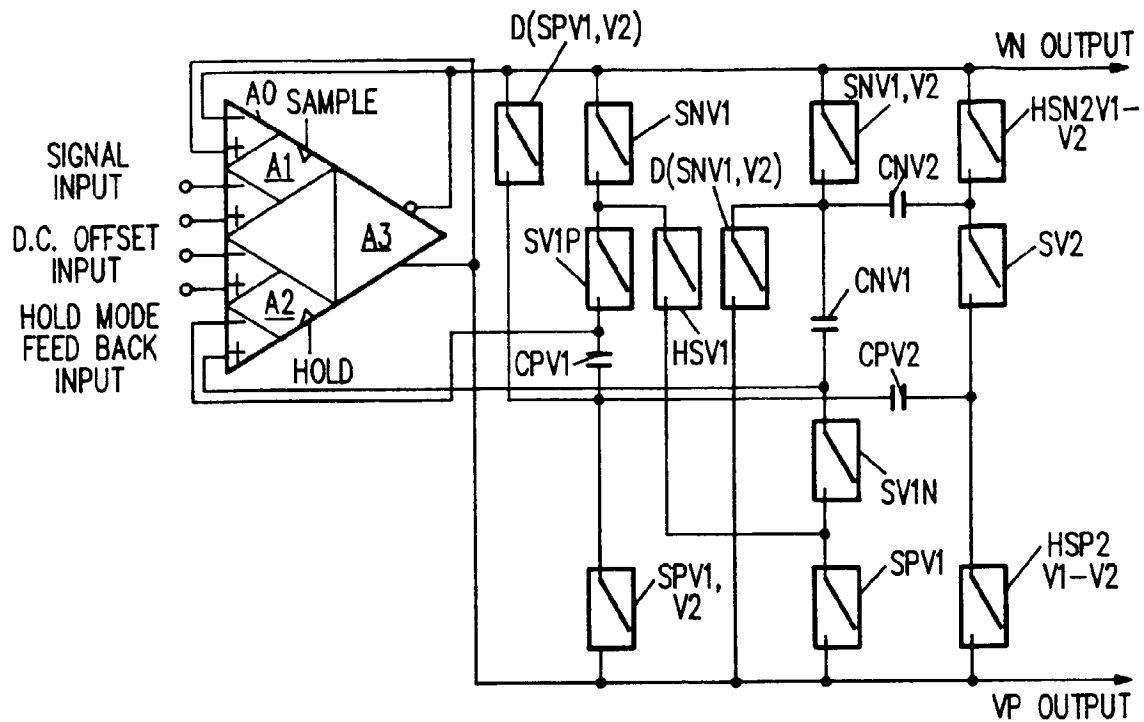 D(SPV1,V2)
VN OUTPUT
A0
SAMPLE
SNV1
SNV1,V2
HSN2V1-
V2
SIGNAL
INPUT
A1
D(SNV1,V2)
CNV2
D.C. OFFSET
INPUT
A3
SV1P
SV2
HOLD MODE
FEED BACK
INPUT
A2
CNV1
HOLD
CPV1
HSV1
CPV2
SV1N
SPV1,
V2
SPV1
HSP2
V1-V2
VP OUTPUT